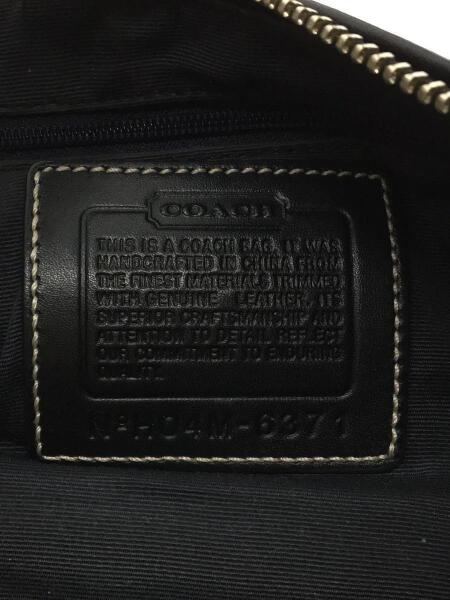 COACH
THIS IS A COACH BAG. IT WAS
HANDCRAFTED IN CHINA FROM
THE FINEST MATERIALS TRIMMED
WITH GENUINE LEATHER. ITS
SUPERIOR CRAFTSMANSHIP AND
ATTENTION TO DETAIL REFLECT
OUR COMMITMENT TO ENDURING
QUALITY.
Nº H04M-6371